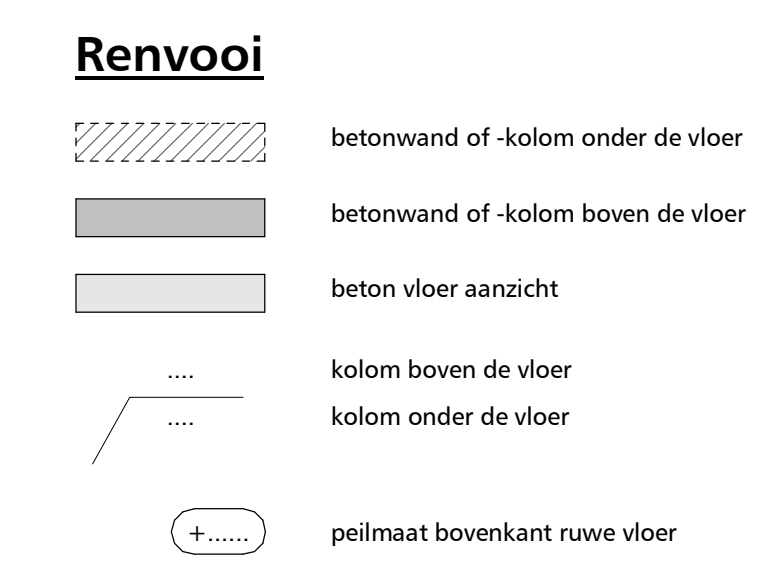 Renvooi
betonwand of -kolom onder de vloer
betonwand of -kolom boven de vloer
beton vloer aanzicht
.... kolom boven de vloer
.... kolom onder de vloer
+...... peilmaat bovenkant ruwe vloer